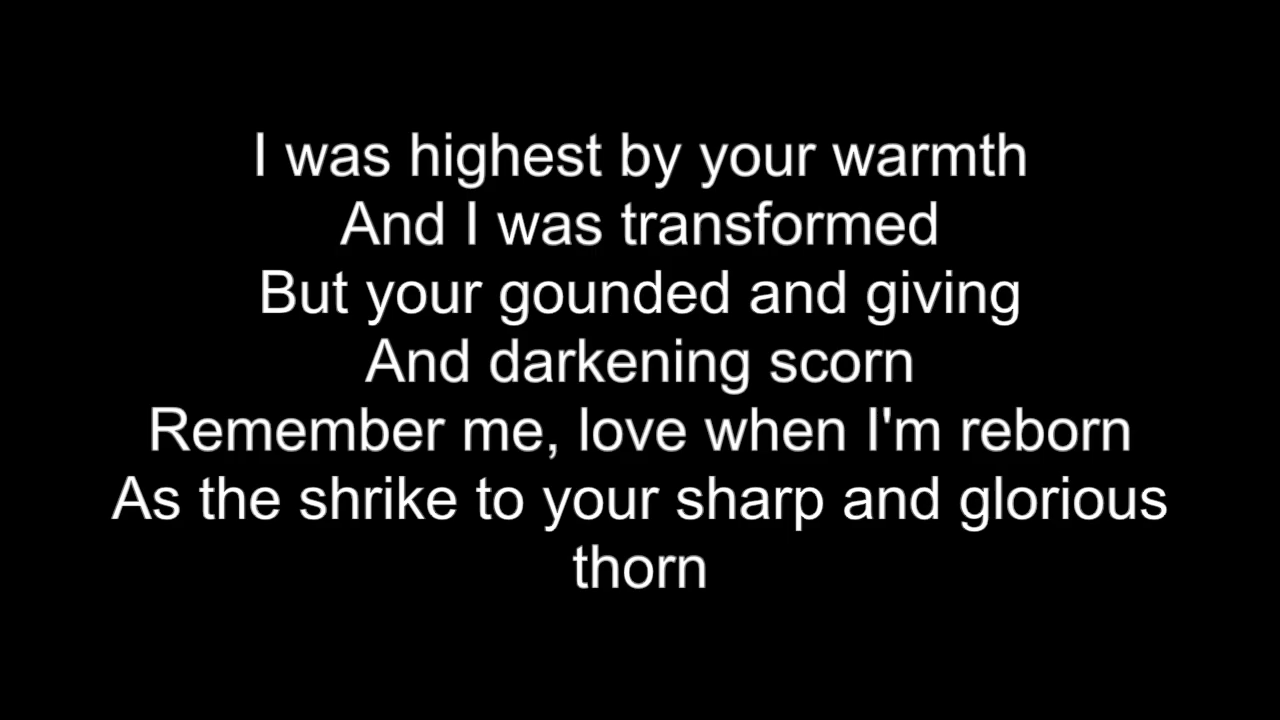 I was highest by your warmth
And I was transformed
But your gounded and giving
And darkening scorn
Remember me, love when I'm reborn
As the shrike to your sharp and glorious
thorn